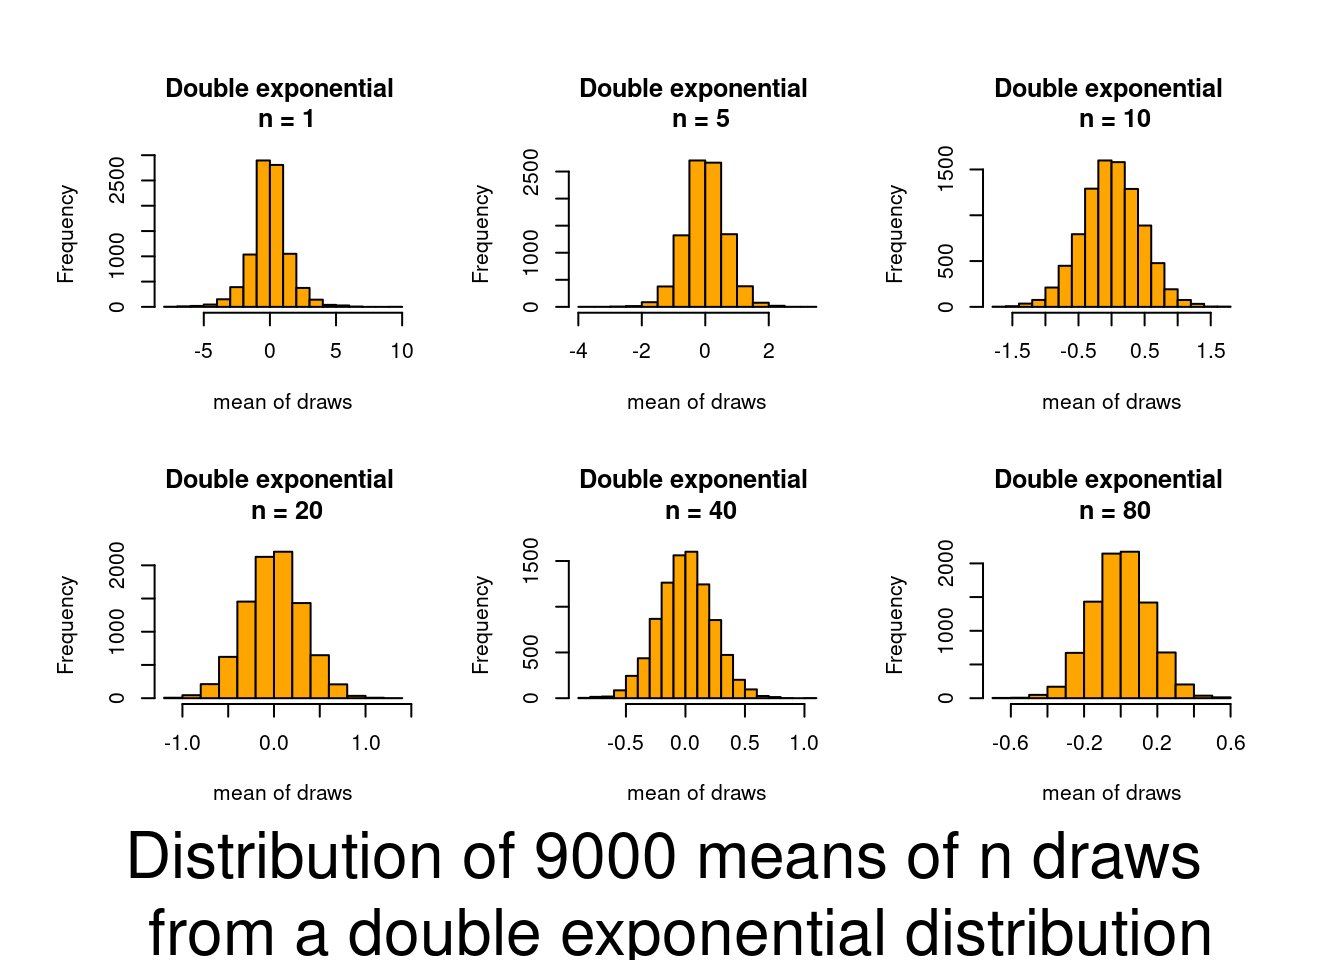 Double exponential
n = 1
Frequency
0 1000 2500
-5 0 5 10
mean of draws
Double exponential
n = 5
Frequency
0 1000 2500
-4 -2 0 2
mean of draws
Double exponential
n = 10
Frequency
0 500 1500
-1.5 -0.5 0.5 1.5
mean of draws
Double exponential
n = 20
Frequency
0 1000 2000
-1.0 0.0 1.0
mean of draws
Double exponential
n = 40
Frequency
0 500 1500
-0.5 0.0 0.5 1.0
mean of draws
Double exponential
n = 80
Frequency
0 1000 2000
-0.6 -0.2 0.2 0.6
mean of draws
Distribution of 9000 means of n draws
from a double exponential distribution